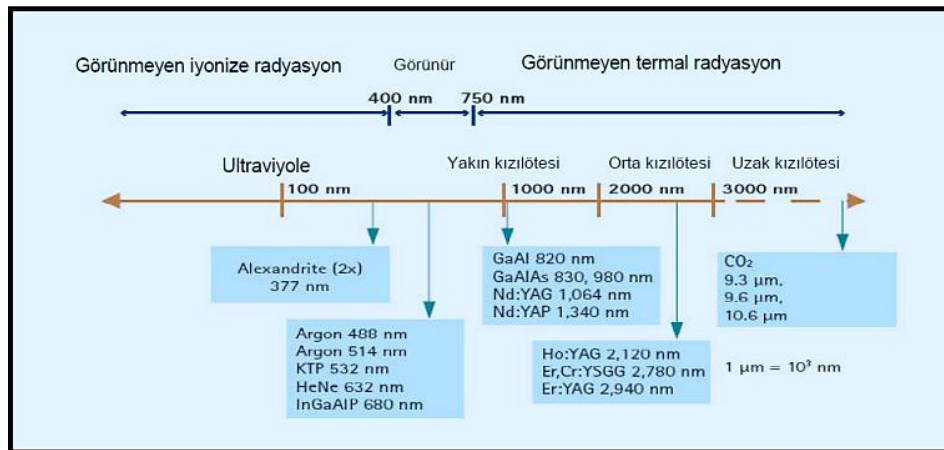 Görünmeyen iyonize radyasyon
Görünür
Görünmeyen termal radyasyon
400 nm
750 nm
Ultraviyole
Yakın kızılötesi
Orta kızılötesi
Uzak kızılötesi
100 nm
1000 nm
2000 nm
3000 nm
Alexandrite (2x)
377 nm
Argon 488 nm
Argon 514 nm
KTP 532 nm
HeNe 632 nm
InGaAIP 680 nm
GaAl 820 nm
GaAlAs 830, 980 nm
Nd:YAG 1,064 nm
Nd:YAP 1,340 nm
Ho:YAG 2,120 nm
Er,Cr:YSGG 2,780 nm
Er:YAG 2,940 nm
CO₂
9.3 µm,
9.6 µm,
10.6 µm
1 µm = 10³ nm